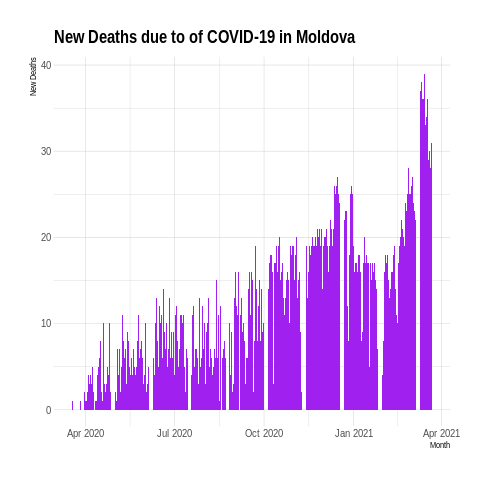 New Deaths due to of COVID-19 in Moldova
New Deaths
40
30
20
10
0
Apr 2020
Jul 2020
Oct 2020
Jan 2021
Apr 2021
Month